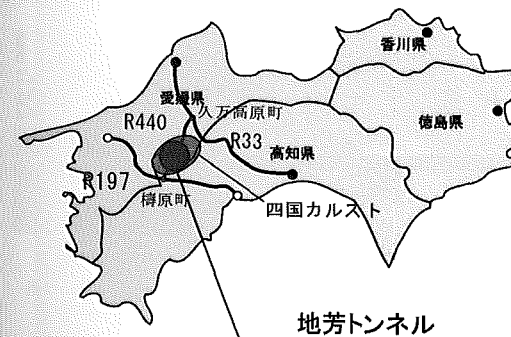 香川県
愛媛県
久万高原町
徳島県
R440
R33
高知県
R197
梼原町
四国カルスト
地芳トンネル